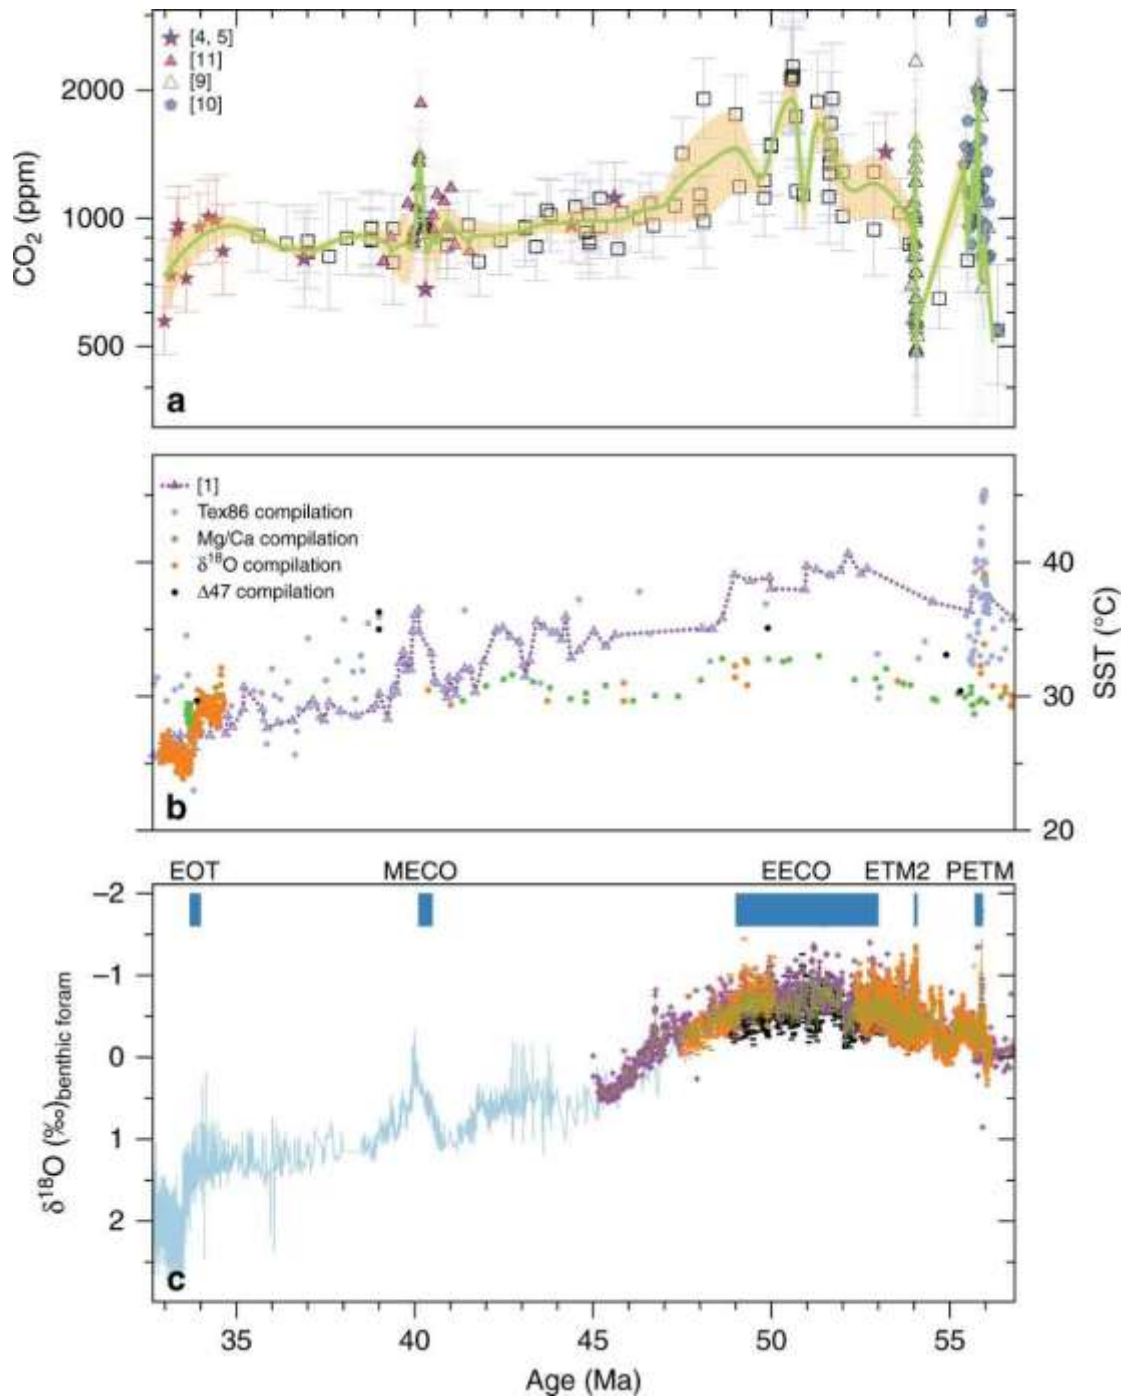 [4, 5]
[11]
[9]
[10]
2000
1000
500
CO₂ (ppm)
a
[1]
Tex86 compilation
Mg/Ca compilation
δ¹⁸O compilation
Δ47 compilation
40
30
20
SST (°C)
b
EOT MECO EECO ETM2 PETM
−2
−1
0
1
2
δ¹⁸O (‰)benthic foram
c
35 40 45 50 55
Age (Ma)